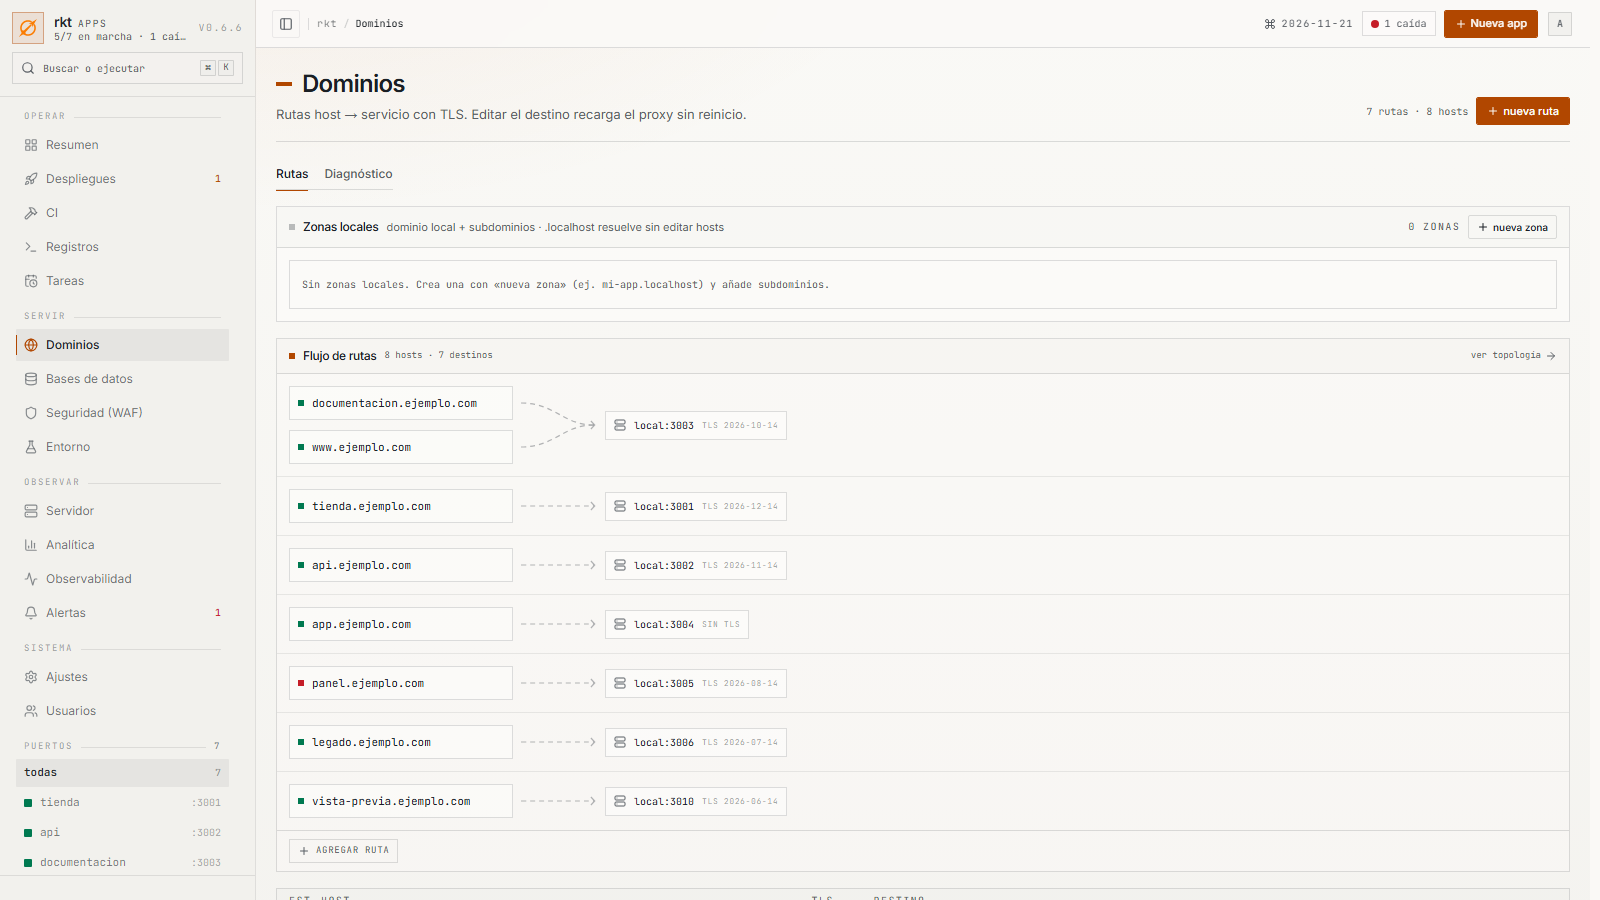 rkt APPS
5/7 en marcha · 1 caí…
V0.6.6
Buscar o ejecutar ⌘ K
OPERAR
Resumen
Despliegues 1
CI
Registros
Tareas
SERVIR
Dominios
Bases de datos
Seguridad (WAF)
Entorno
OBSERVAR
Servidor
Analítica
Observabilidad
Alertas 1
SISTEMA
Ajustes
Usuarios
PUERTOS 7
todas 7
tienda :3001
api :3002
documentacion :3003
rkt / Dominios
⌘ 2026-11-21
1 caída
+ Nueva app
A
Dominios
Rutas host → servicio con TLS. Editar el destino recarga el proxy sin reinicio.
7 rutas · 8 hosts
+ nueva ruta
Rutas Diagnóstico
Zonas locales dominio local + subdominios · .localhost resuelve sin editar hosts
0 ZONAS
+ nueva zona
Sin zonas locales. Crea una con «nueva zona» (ej. mi-app.localhost) y añade subdominios.
Flujo de rutas 8 hosts · 7 destinos
ver topología →
documentacion.ejemplo.com
www.ejemplo.com
local:3003 TLS 2026-10-14
tienda.ejemplo.com
local:3001 TLS 2026-12-14
api.ejemplo.com
local:3002 TLS 2026-11-14
app.ejemplo.com
local:3004 SIN TLS
panel.ejemplo.com
local:3005 TLS 2026-08-14
legado.ejemplo.com
local:3006 TLS 2026-07-14
vista-previa.ejemplo.com
local:3010 TLS 2026-06-14
+ AGREGAR RUTA
EST HOST TLS DESTINO